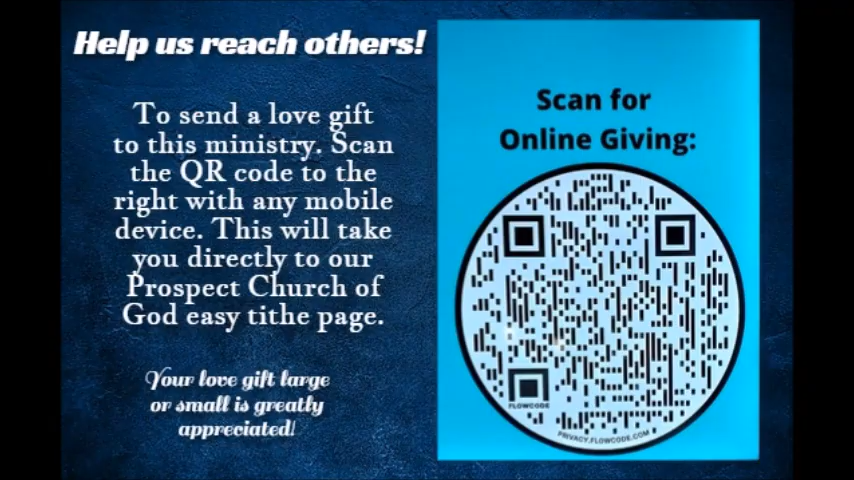 Help us reach others!
To send a love gift
to this ministry. Scan
the QR code to the
right with any mobile
device. This will take
you directly to our
Prospect Church of
God easy tithe page.
Your love gift large
or small is greatly
appreciated!
Scan for
Online Giving:
FLOWCODE
PRIVACY.FLOWCODE.COM